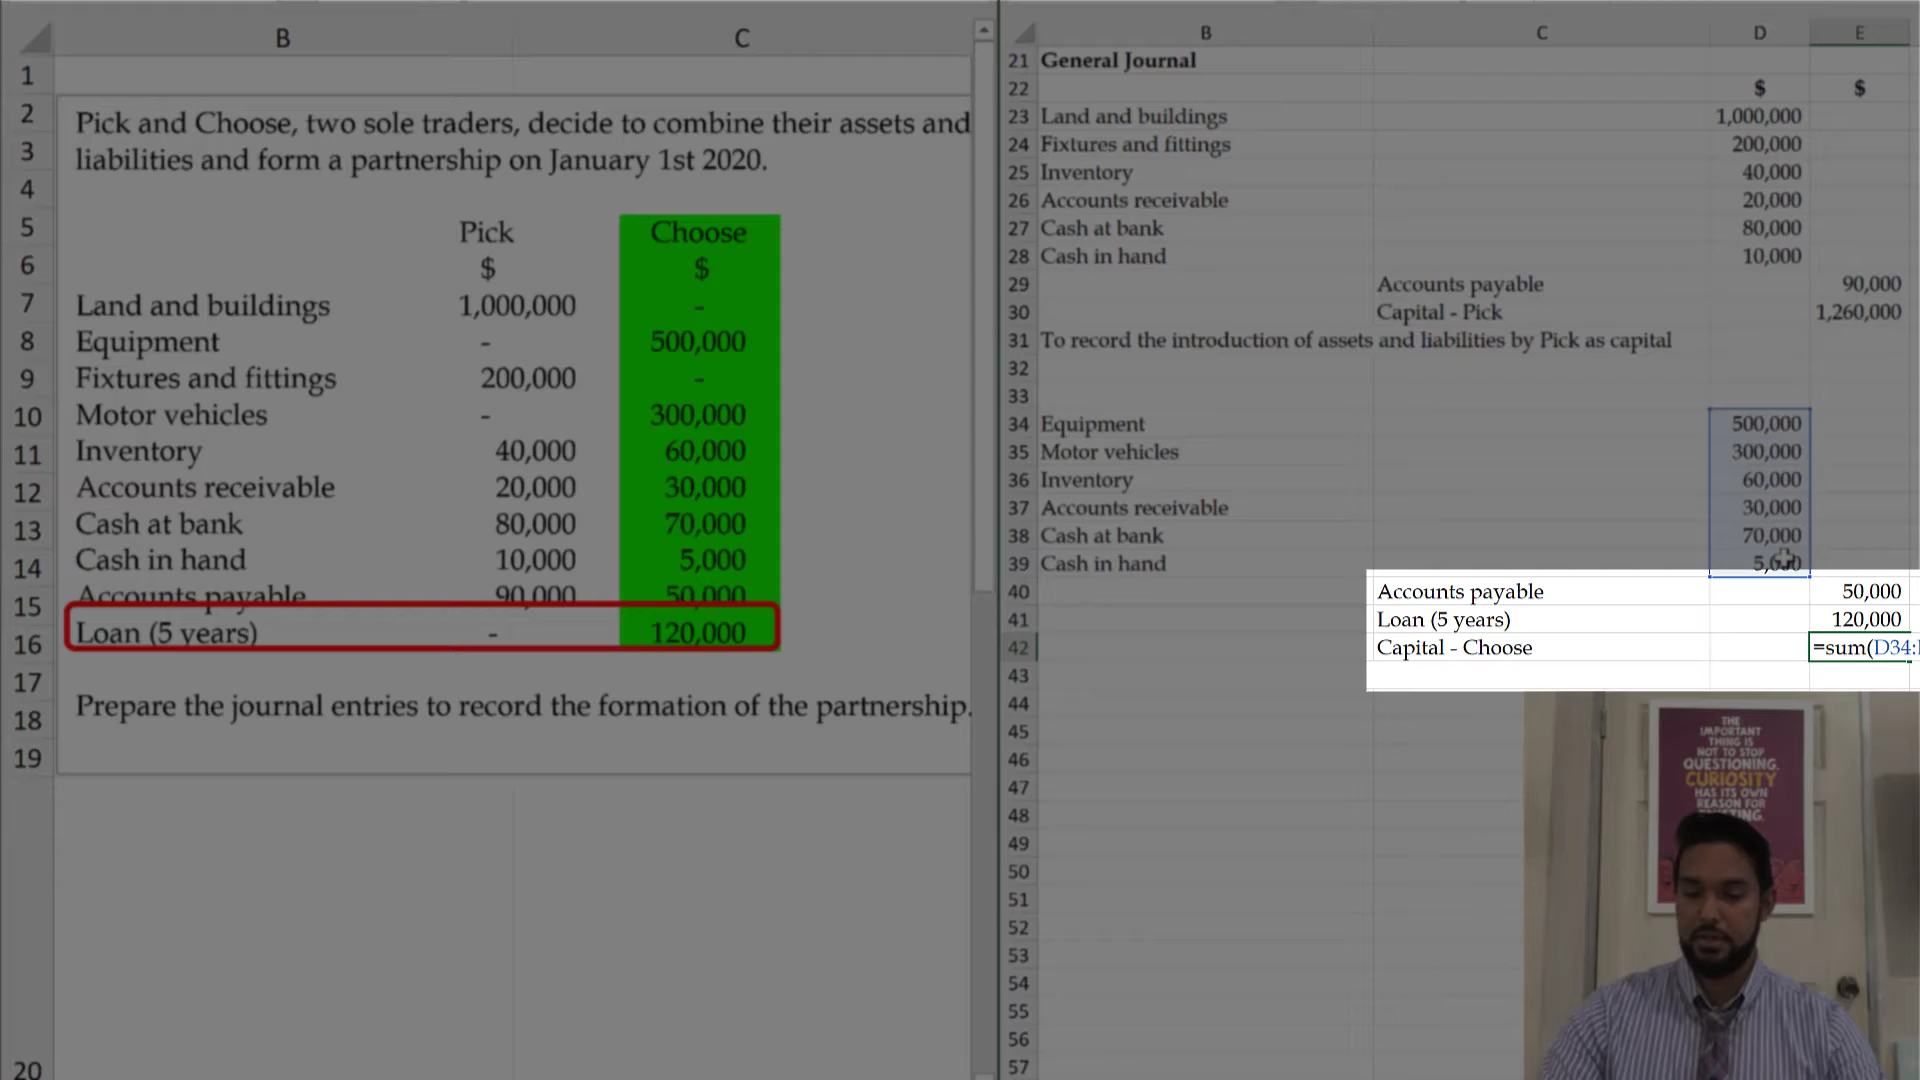 B C
1
2 Pick and Choose, two sole traders, decide to combine their assets and
3 liabilities and form a partnership on January 1st 2020.
4
5 Pick Choose
6 $ $
7 Land and buildings 1,000,000 -
8 Equipment - 500,000
9 Fixtures and fittings 200,000 -
10 Motor vehicles - 300,000
11 Inventory 40,000 60,000
12 Accounts receivable 20,000 30,000
13 Cash at bank 80,000 70,000
14 Cash in hand 10,000 5,000
15 Accounts payable 90,000 50,000
16 Loan (5 years) - 120,000
17
18 Prepare the journal entries to record the formation of the partnership.
19
20
B C D E
21 General Journal
22 $ $
23 Land and buildings 1,000,000
24 Fixtures and fittings 200,000
25 Inventory 40,000
26 Accounts receivable 20,000
27 Cash at bank 80,000
28 Cash in hand 10,000
29 Accounts payable 90,000
30 Capital - Pick 1,260,000
31 To record the introduction of assets and liabilities by Pick as capital
32
33
34 Equipment 500,000
35 Motor vehicles 300,000
36 Inventory 60,000
37 Accounts receivable 30,000
38 Cash at bank 70,000
39 Cash in hand 5,000
40 Accounts payable 50,000
41 Loan (5 years) 120,000
42 Capital - Choose =sum(D34:
43
44
45
46
47
48
49
50
51
52
53
54
55
56
57
THE
IMPORTANT
THING IS
NOT TO STOP
QUESTIONING.
CURIOSITY
HAS ITS OWN
REASON FOR